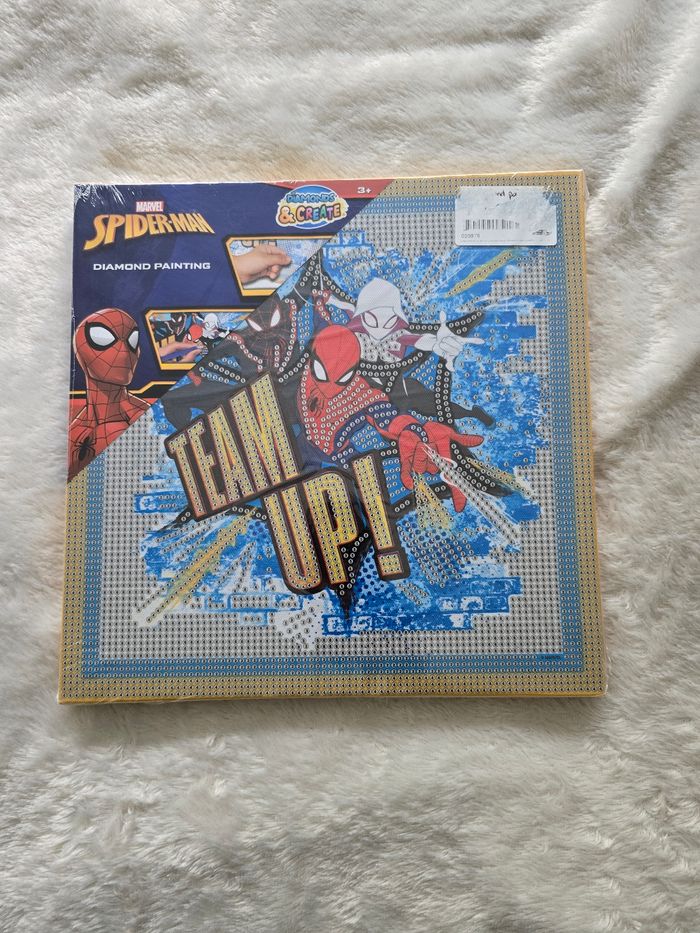 MARVEL
SPIDER-MAN
DIAMOND PAINTING
DIAMONDS
& CREATE
3+
TEAM
UP!